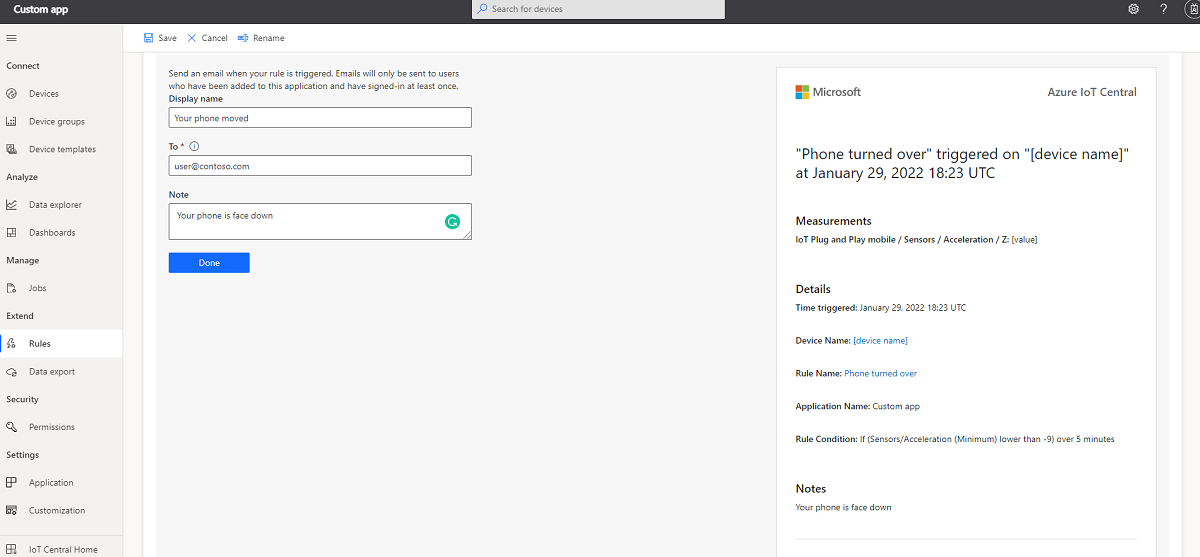 Custom app
Search for devices
?
Save
Cancel
Rename
Connect
Devices
Device groups
Device templates
Analyze
Data explorer
Dashboards
Manage
Jobs
Extend
Rules
Data export
Security
Permissions
Settings
Application
Customization
IoT Central Home
Send an email when your rule is triggered. Emails will only be sent to users
who have been added to this application and have signed-in at least once.
Display name
Your phone moved
To *
user@contoso.com
Note
Your phone is face down
Done
Microsoft
Azure IoT Central
"Phone turned over" triggered on "[device name]"
at January 29, 2022 18:23 UTC
Measurements
IoT Plug and Play mobile / Sensors / Acceleration / Z: [value]
Details
Time triggered: January 29, 2022 18:23 UTC
Device Name: [device name]
Rule Name: Phone turned over
Application Name: Custom app
Rule Condition: If (Sensors/Acceleration (Minimum) lower than -9) over 5 minutes
Notes
Your phone is face down